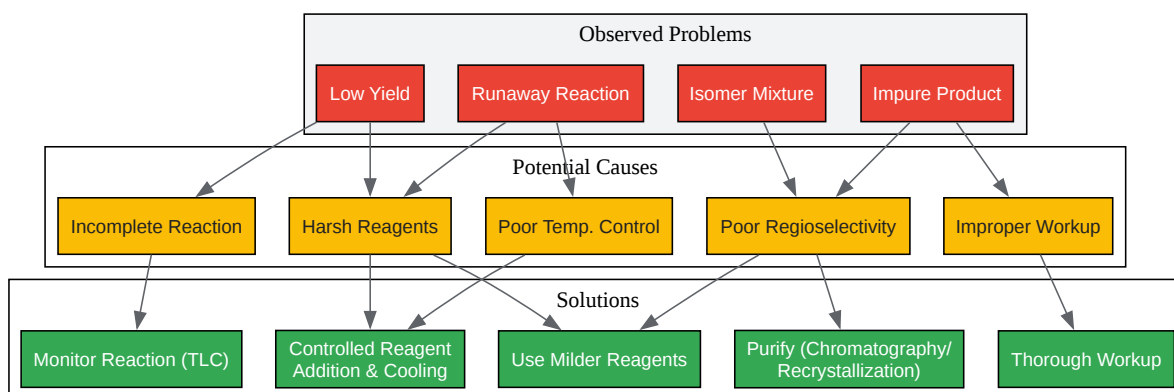 Observed Problems
Low Yield
Runaway Reaction
Isomer Mixture
Impure Product
Potential Causes
Incomplete Reaction
Harsh Reagents
Poor Temp. Control
Poor Regioselectivity
Improper Workup
Solutions
Monitor Reaction (TLC)
Controlled Reagent
Addition & Cooling
Use Milder Reagents
Purify (Chromatography/
Recrystallization)
Thorough Workup